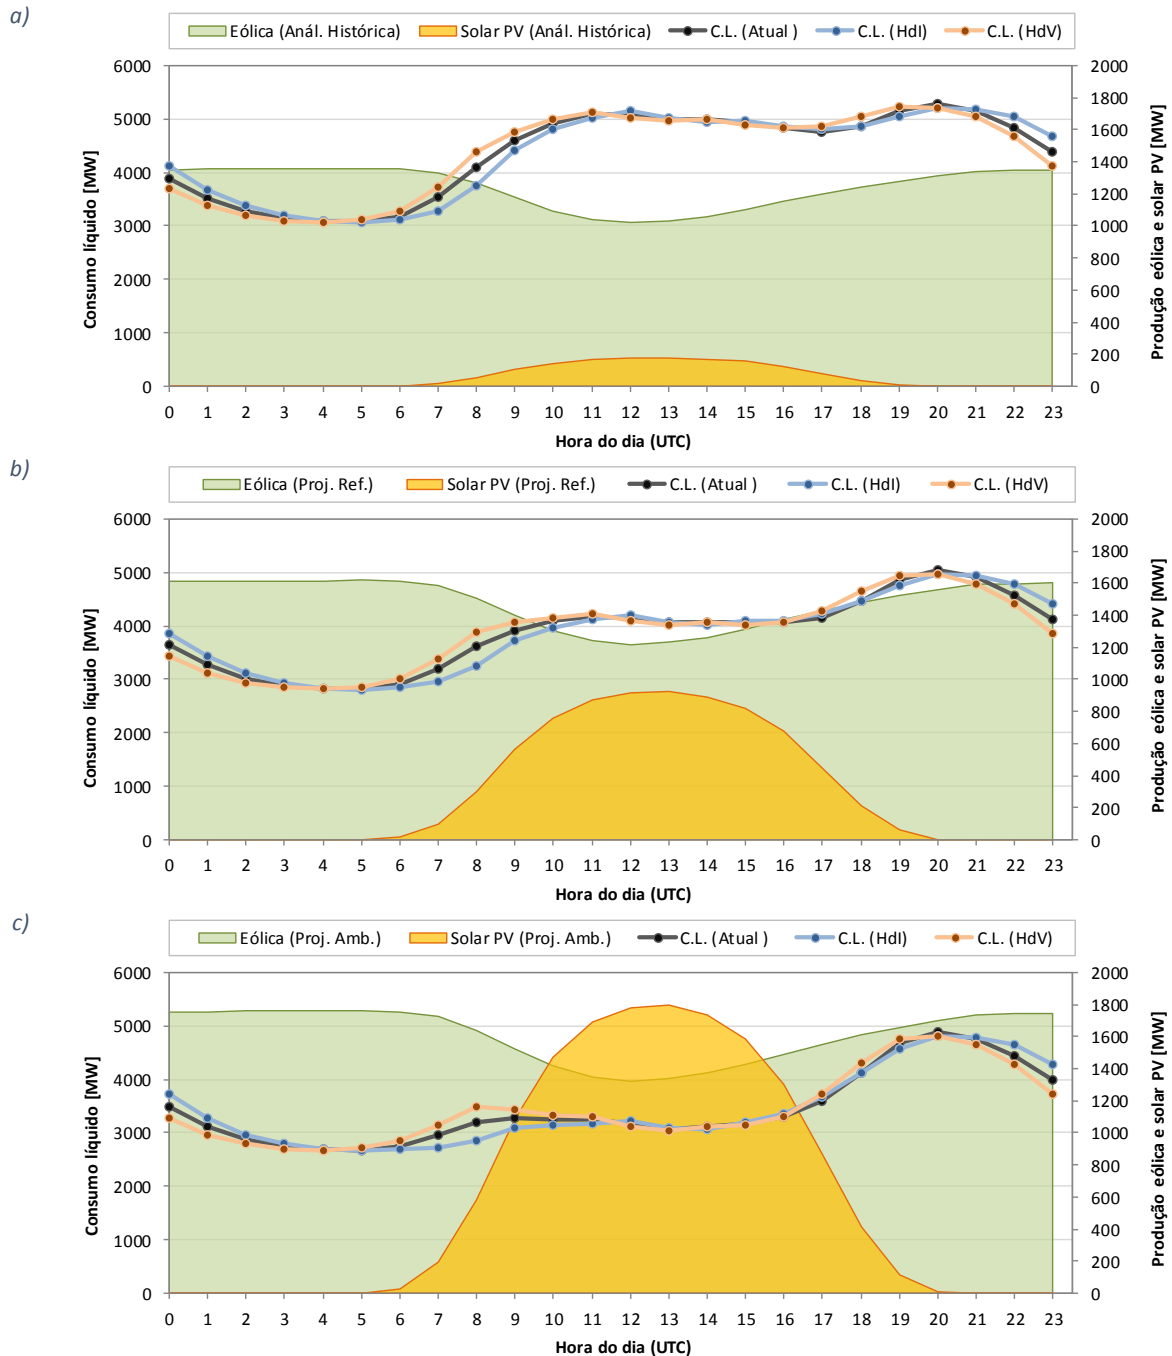 a)
Eólica (Anál. Histórica) Solar PV (Anál. Histórica) C.L. (Atual ) C.L. (HdI) C.L. (HdV)
6000 2000
1800
5000 1600
4000 1400
1200
3000 1000
800
2000 600
1000 400
200
0 0
Consumo líquido [MW]
Produção eólica e solar PV [MW]
0 1 2 3 4 5 6 7 8 9 10 11 12 13 14 15 16 17 18 19 20 21 22 23
Hora do dia (UTC)
b)
Eólica (Proj. Ref.) Solar PV (Proj. Ref.) C.L. (Atual ) C.L. (HdI) C.L. (HdV)
6000 2000
1800
5000 1600
4000 1400
1200
3000 1000
800
2000 600
1000 400
200
0 0
Consumo líquido [MW]
Produção eólica e solar PV [MW]
0 1 2 3 4 5 6 7 8 9 10 11 12 13 14 15 16 17 18 19 20 21 22 23
Hora do dia (UTC)
c)
Eólica (Proj. Amb.) Solar PV (Proj. Amb.) C.L. (Atual ) C.L. (HdI) C.L. (HdV)
6000 2000
1800
5000 1600
4000 1400
1200
3000 1000
800
2000 600
1000 400
200
0 0
Consumo líquido [MW]
Produção eólica e solar PV [MW]
0 1 2 3 4 5 6 7 8 9 10 11 12 13 14 15 16 17 18 19 20 21 22 23
Hora do dia (UTC)